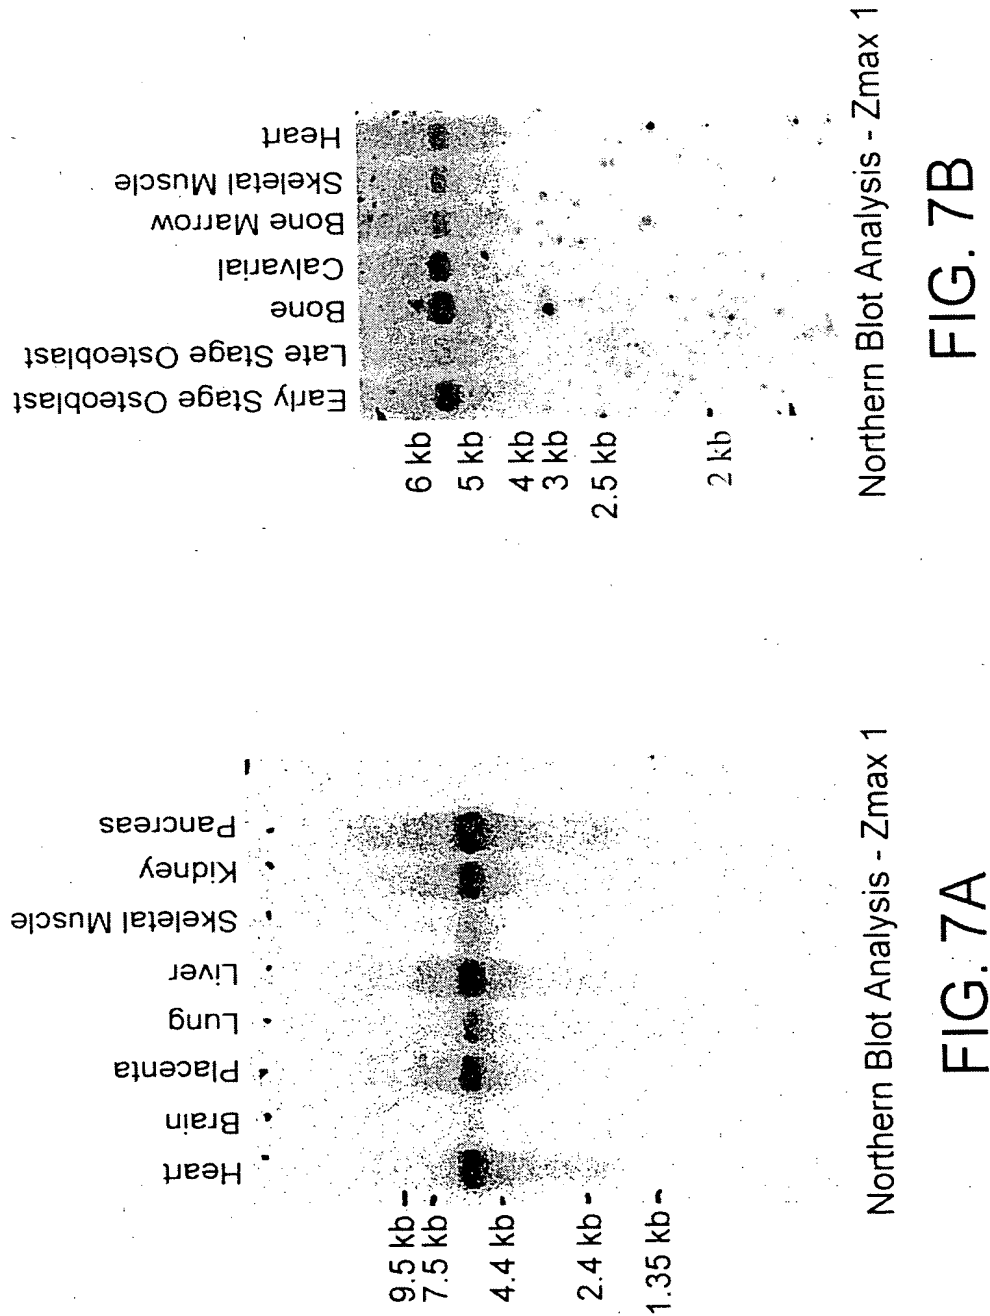 Heart
Brain
Placenta
Lung
Liver
Skeletal Muscle
Kidney
Pancreas
9.5 kb
7.5 kb
4.4 kb
2.4 kb
1.35 kb
Northern Blot Analysis - Zmax 1
FIG. 7A
Early Stage Osteoblast
Late Stage Osteoblast
Bone
Calvarial
Bone Marrow
Skeletal Muscle
Heart
6 kb
5 kb
4 kb
3 kb
2.5 kb
2 kb
Northern Blot Analysis - Zmax 1
FIG. 7B